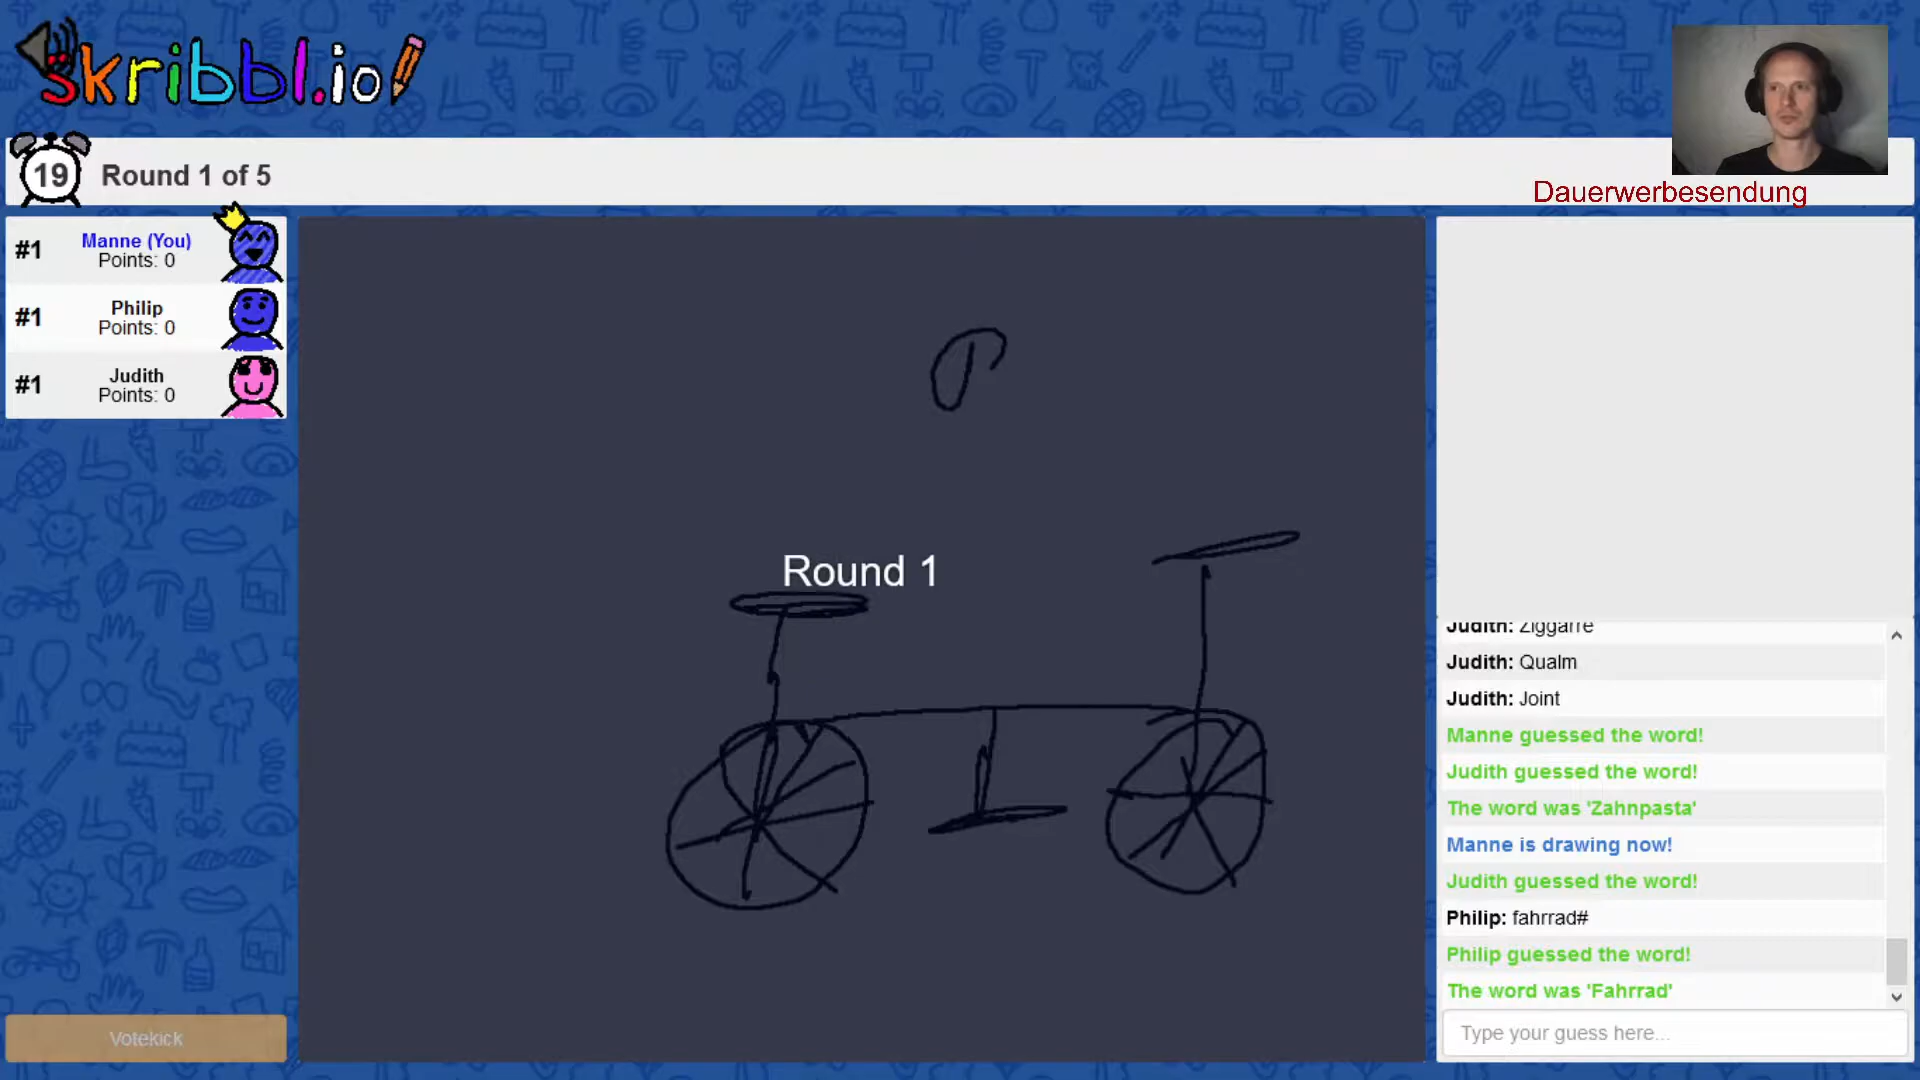 skribbl.io!
19
Round 1 of 5
Dauerwerbesendung
#1
Manne (You)
Points: 0
#1
Philip
Points: 0
#1
Judith
Points: 0
Round 1
Judith: Ziggarre
Judith: Qualm
Judith: Joint
Manne guessed the word!
Judith guessed the word!
The word was 'Zahnpasta'
Manne is drawing now!
Judith guessed the word!
Philip: fahrrad#
Philip guessed the word!
The word was 'Fahrrad'
Votekick
Type your guess here...